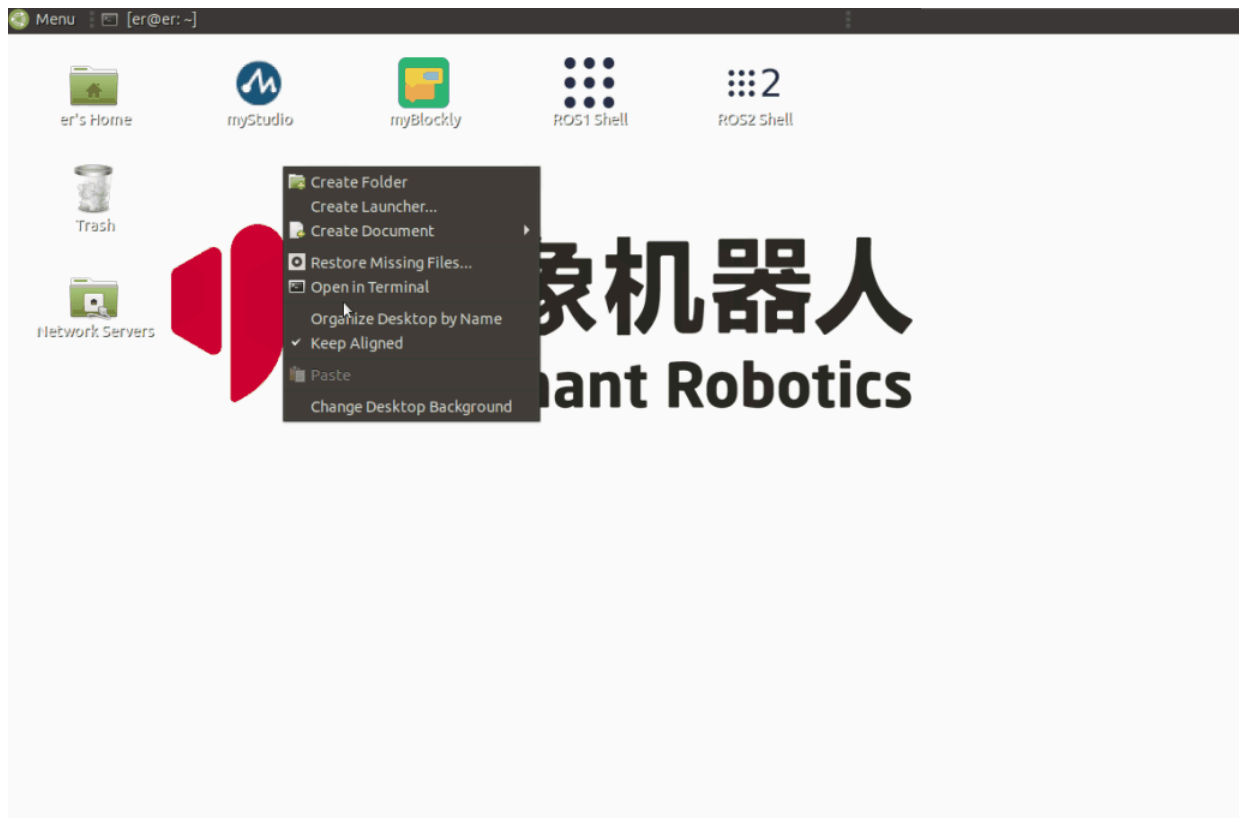 Menu
[er@er: ~]
er's Home
myStudio
myBlockly
ROS1 Shell
2
ROS2 Shell
Trash
Network Servers
Create Folder
Create Launcher...
Create Document
Restore Missing Files...
Open in Terminal
Organize Desktop by Name
Keep Aligned
Paste
Change Desktop Background
象机器人
hant Robotics